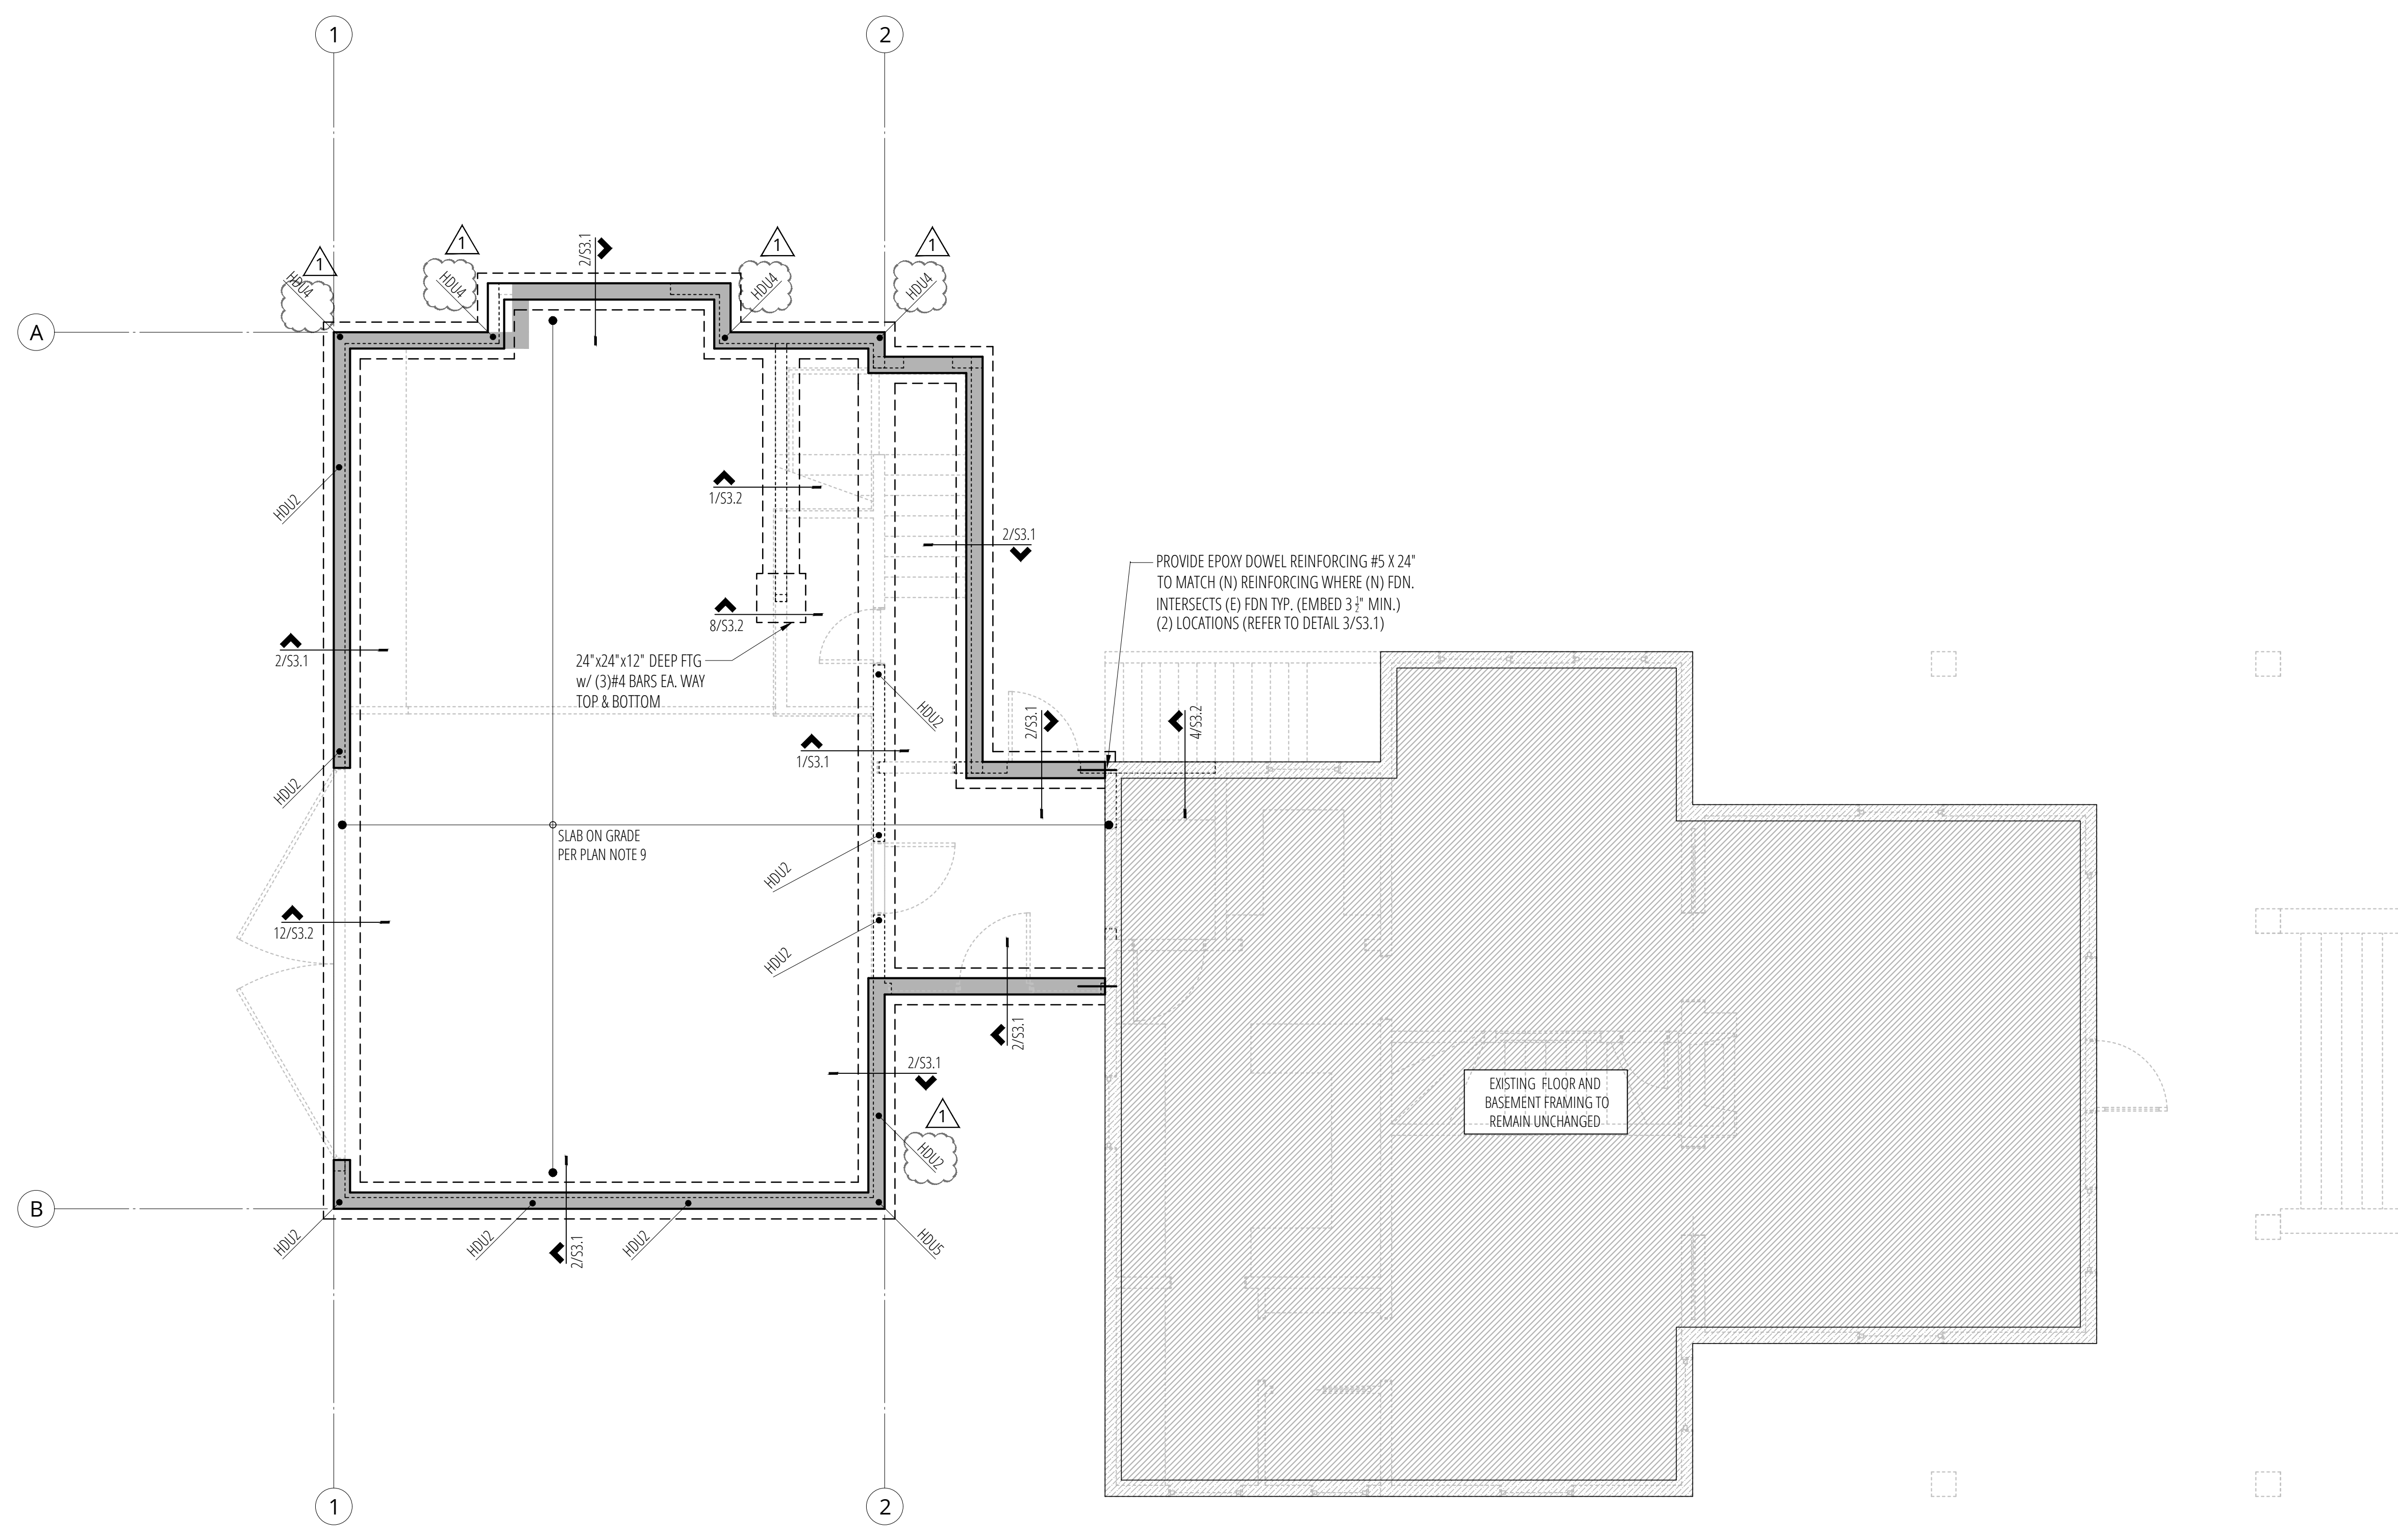 1
2
1
1
1
1
2/S3.1
HDU4
HDU4
HDU4
HDU4
A
1/S3.2
HDU2
2/S3.1
PROVIDE EPOXY DOWEL REINFORCING #5 X 24"
TO MATCH (N) REINFORCING WHERE (N) FDN.
INTERSECTS (E) FDN TYP. (EMBED 3 1/2" MIN.)
(2) LOCATIONS (REFER TO DETAIL 3/S3.1)
8/S3.2
2/S3.1
24"x24"x12" DEEP FTG
w/ (3)#4 BARS EA. WAY
TOP & BOTTOM
HDU2
2/S3.1
4/S3.2
1/S3.1
HDU2
SLAB ON GRADE
PER PLAN NOTE 9
HDU2
12/S3.2
HDU2
2/S3.1
2/S3.1
1
HDU2
EXISTING FLOOR AND
BASEMENT FRAMING TO
REMAIN UNCHANGED
B
HDU2
HDU2
2/S3.1
HDU2
HDU5
1
2